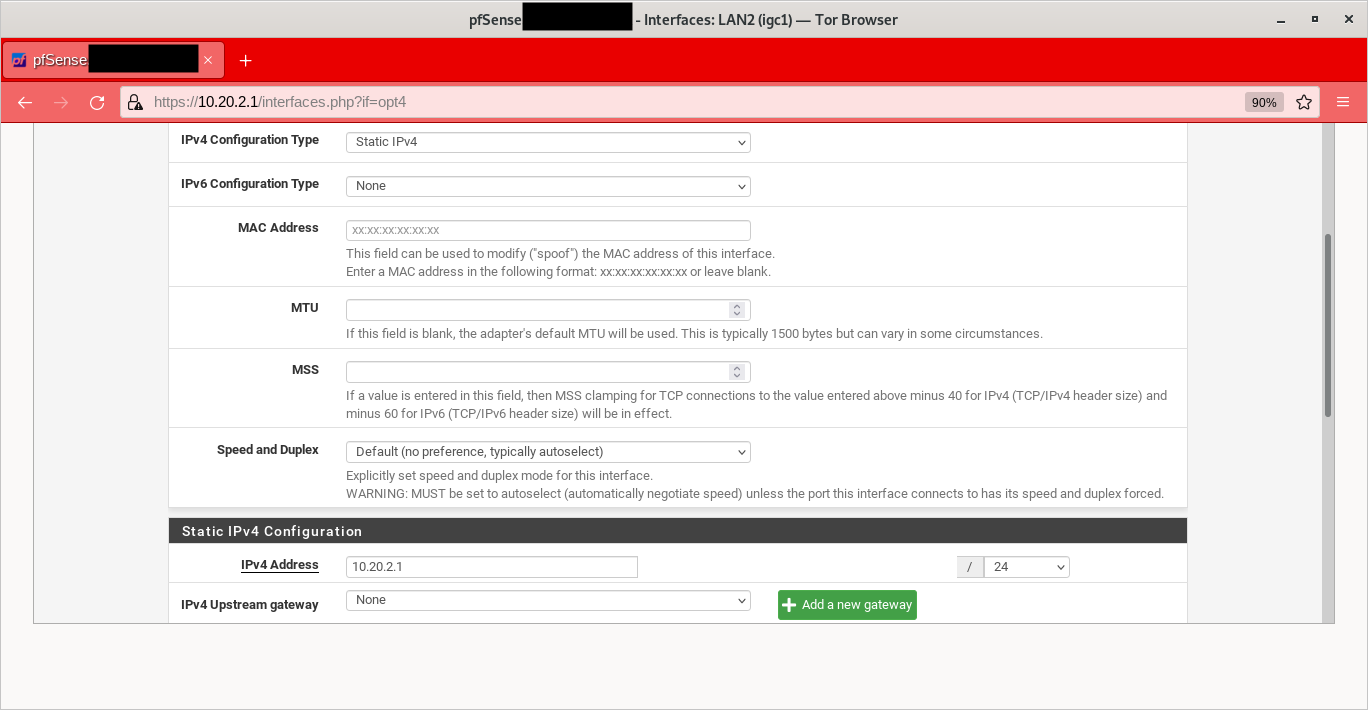 pfSense - Interfaces: LAN2 (igc1) — Tor Browser
pfSense
https://10.20.2.1/interfaces.php?if=opt4
90%
IPv4 Configuration Type
Static IPv4
IPv6 Configuration Type
None
MAC Address
xx:xx:xx:xx:xx:xx
This field can be used to modify ("spoof") the MAC address of this interface.
Enter a MAC address in the following format: xx:xx:xx:xx:xx:xx or leave blank.
MTU
If this field is blank, the adapter's default MTU will be used. This is typically 1500 bytes but can vary in some circumstances.
MSS
If a value is entered in this field, then MSS clamping for TCP connections to the value entered above minus 40 for IPv4 (TCP/IPv4 header size) and
minus 60 for IPv6 (TCP/IPv6 header size) will be in effect.
Speed and Duplex
Default (no preference, typically autoselect)
Explicitly set speed and duplex mode for this interface.
WARNING: MUST be set to autoselect (automatically negotiate speed) unless the port this interface connects to has its speed and duplex forced.
Static IPv4 Configuration
IPv4 Address
10.20.2.1
/
24
IPv4 Upstream gateway
None
Add a new gateway